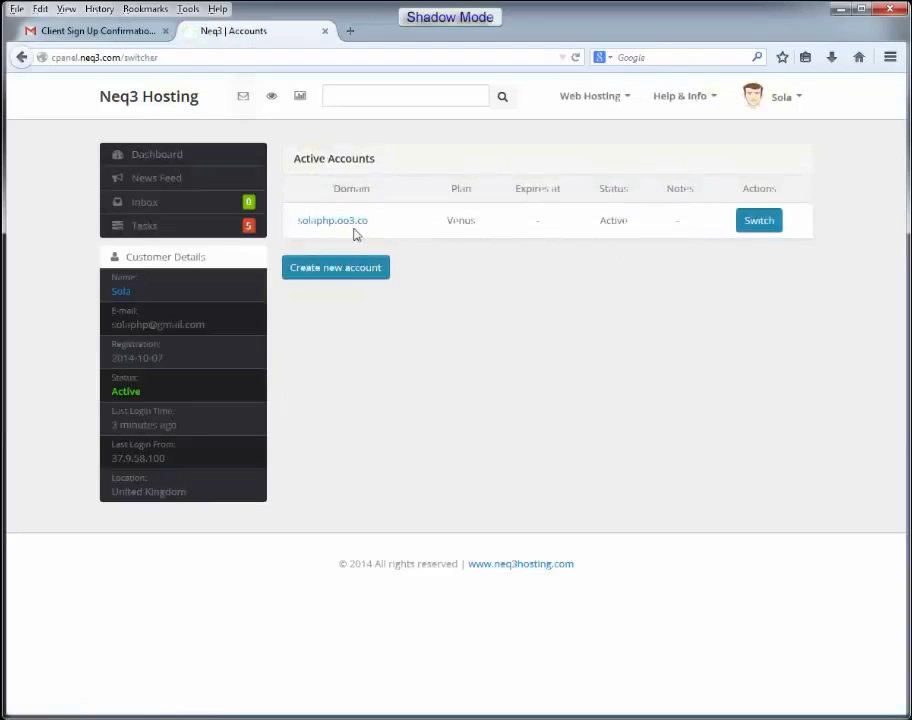 File Edit View History Bookmarks Tools Help
Shadow Mode
Client Sign Up Confirmatio... × Neq3 | Accounts × +
cpanel.neq3.com/switcher
Google
Neq3 Hosting
Web Hosting Help & Info Sola
Dashboard
News Feed
Inbox 0
Tasks 5
Customer Details
Name:
Sola
E-mail:
solaphp@gmail.com
Registration:
2014-10-07
Status:
Active
Last Login Time:
3 minutes ago
Last Login From:
37.9.58.100
Location:
United Kingdom
Active Accounts
Domain Plan Expires at Status Notes Actions
solaphp.oo3.co Venus - Active - Switch
Create new account
© 2014 All rights reserved | www.neq3hosting.com